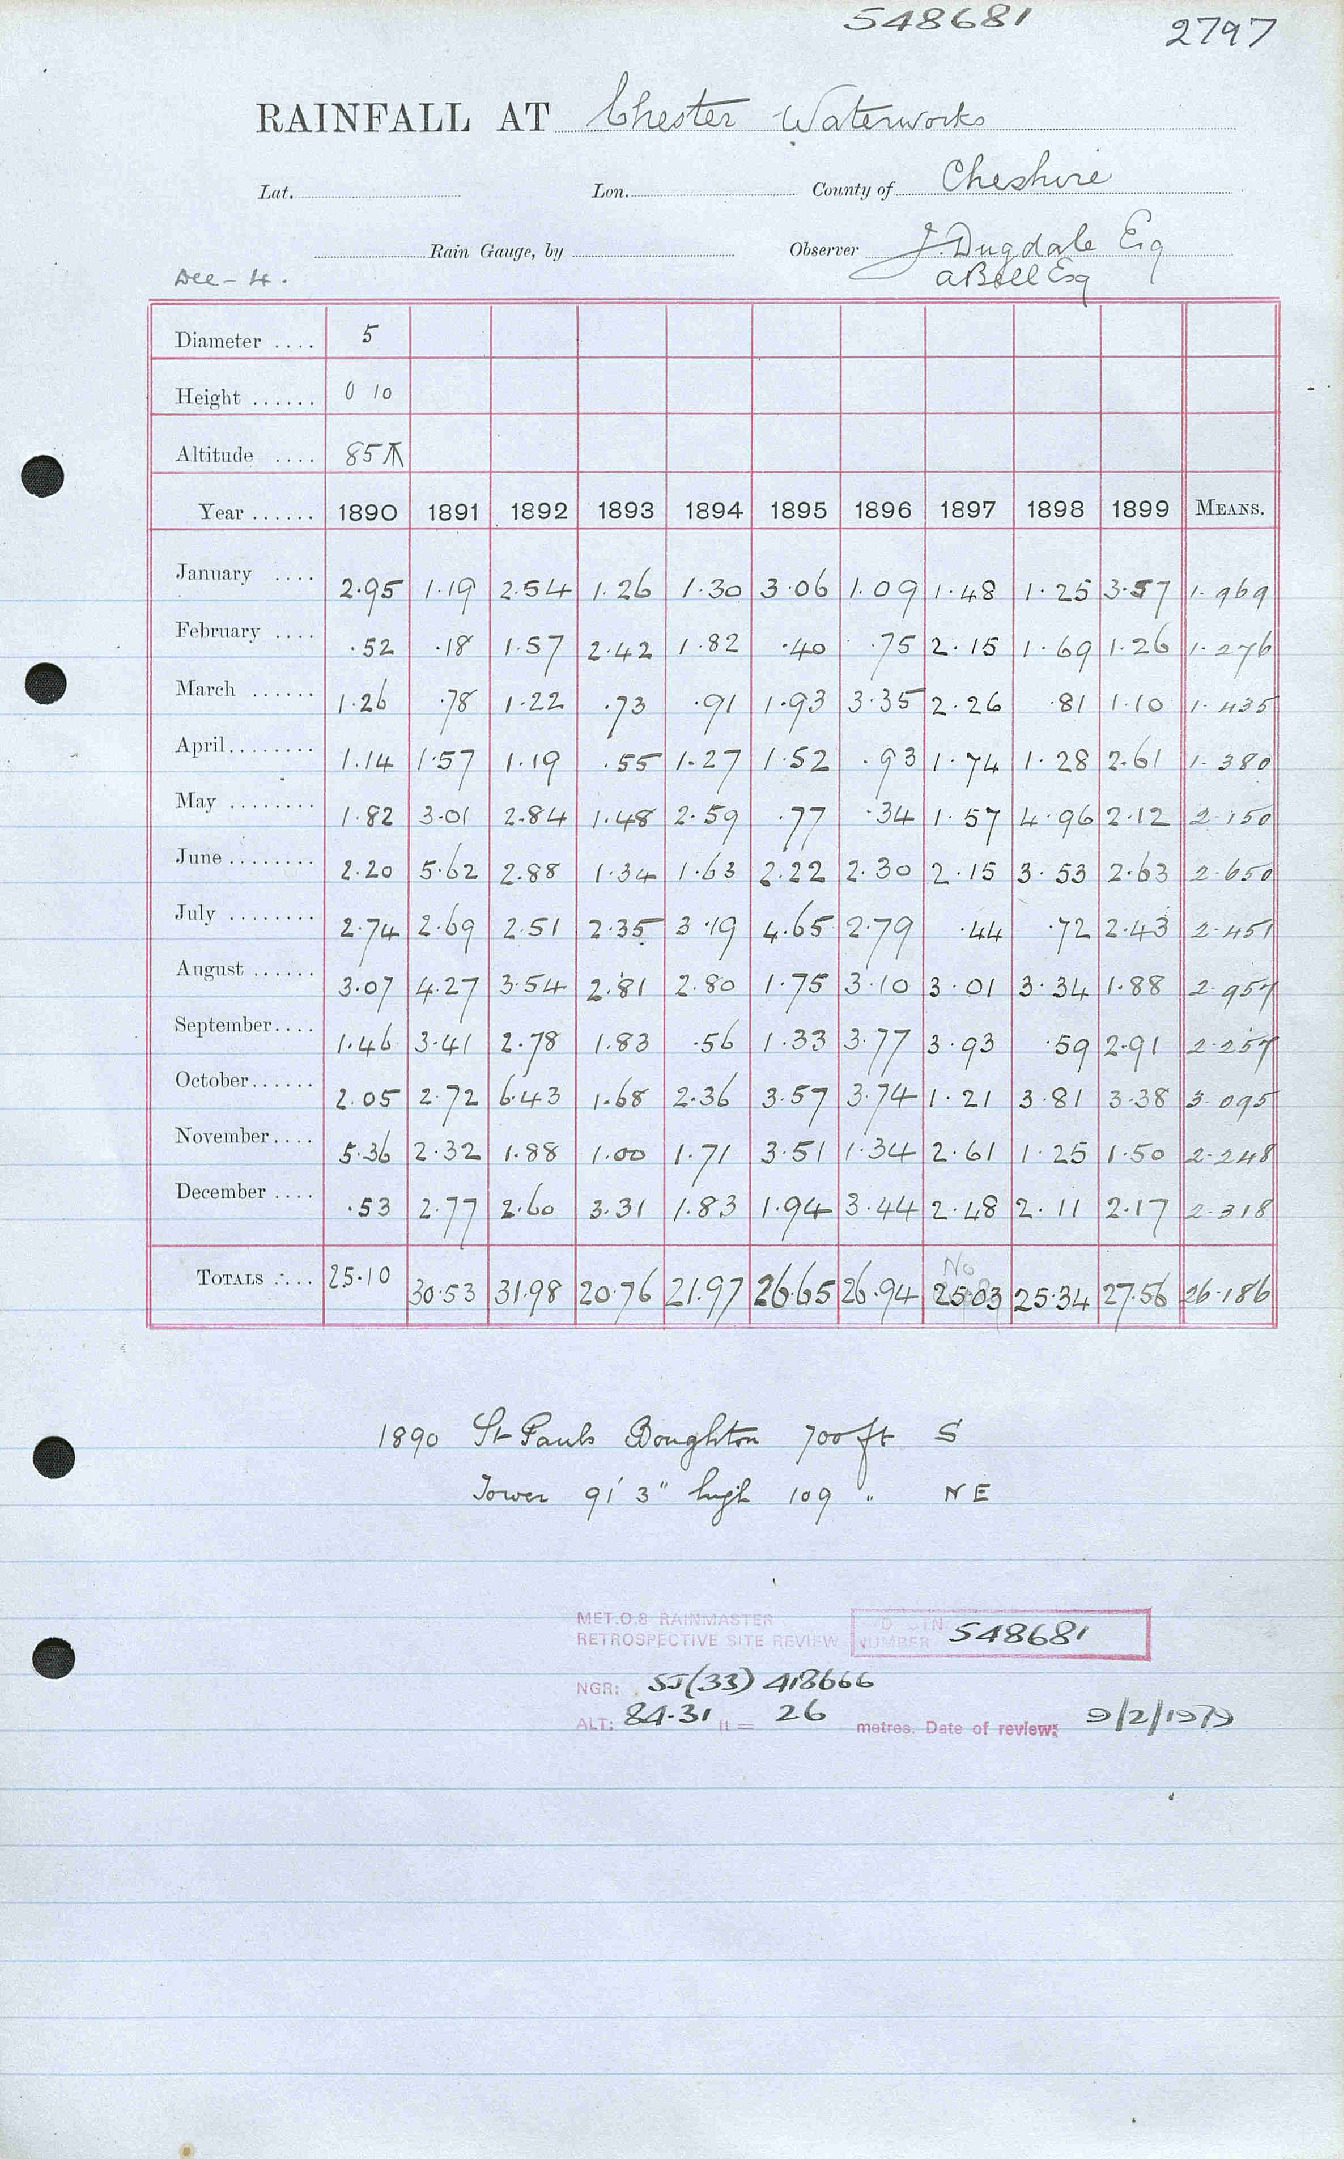 548681 2797
RAINFALL AT Chester Waterworks
Lat. Lon. County of Cheshire
Rain Gauge, by Observer J. Dugdale Esq
Dec - 4. A Bell Esq
Diameter .... 5
Height ...... 0 10
Altitude .... 85
Year ...... 1890 1891 1892 1893 1894 1895 1896 1897 1898 1899 MEANS.
January .... 2.95 1.19 2.54 1.26 1.30 3.06 1.09 1.48 1.25 3.57 1.969
February .... .52 .18 1.57 2.42 1.82 .40 .75 2.15 1.69 1.26 1.276
March ...... 1.26 .78 1.22 .73 .91 1.93 3.35 2.26 .81 1.10 1.435
April ........ 1.14 1.57 1.19 .55 1.27 1.52 .93 1.74 1.28 2.61 1.380
May ........ 1.82 3.01 2.84 1.48 2.59 .77 .34 1.57 4.96 2.12 2.150
June ........ 2.20 5.62 2.88 1.34 1.63 2.22 2.30 2.15 3.53 2.63 2.650
July ........ 2.74 2.69 2.51 2.35 3.19 4.65 2.79 .44 .72 2.43 2.451
August ...... 3.07 4.27 3.54 2.81 2.80 1.75 3.10 3.01 3.34 1.88 2.957
September.... 1.46 3.41 2.78 1.83 .56 1.33 3.77 3.93 .59 2.91 2.257
October...... 2.05 2.72 6.43 1.68 2.36 3.57 3.74 1.21 3.81 3.38 3.095
November.... 5.36 2.32 1.88 1.00 1.71 3.51 1.34 2.61 1.25 1.50 2.248
December .... .53 2.77 2.60 3.31 1.83 1.94 3.44 2.48 2.11 2.17 2.318
No
TOTALS .... 25.10 30.53 31.98 20.76 21.97 26.65 26.94 25.03 25.34 27.56 26.186
1890 St Pauls Boughton 700 ft S
Tower 91' 3" high 109 " NE
MET.O.8 RAINMASTER
RETROSPECTIVE SITE REVIEW NUMBER 548681
NGR: SJ(33) 418666
ALT: 84.31 ft = 26 metres. Date of review: 9/2/1979